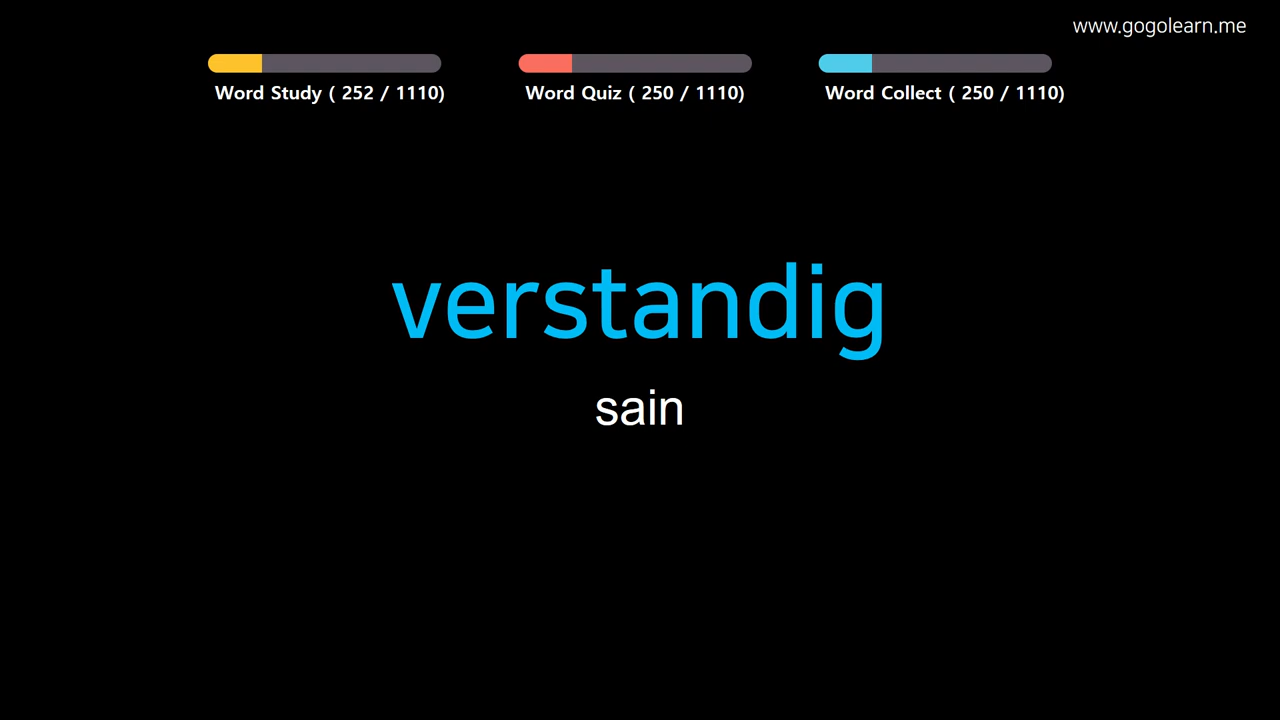 www.gogolearn.me
Word Study ( 252 / 1110)
Word Quiz ( 250 / 1110)
Word Collect ( 250 / 1110)
verstandig
sain